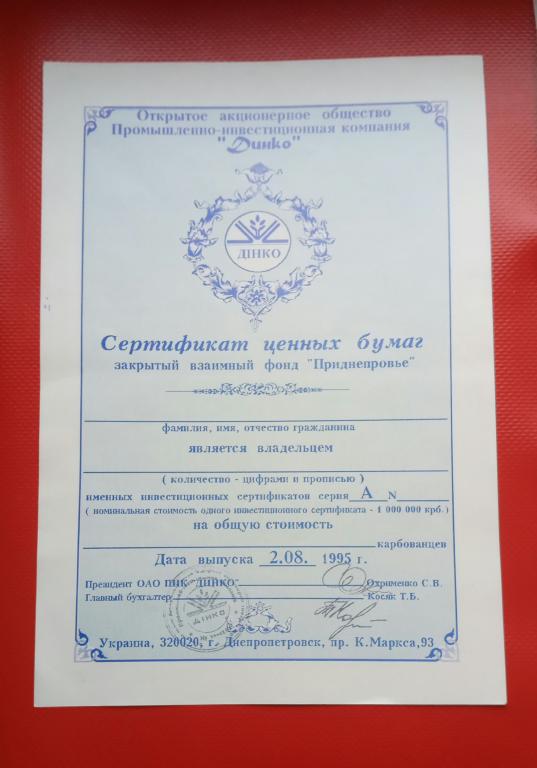 Открытое акционерное общество
Промышленно-инвестиционная компания
"Динко"
ДІНКО
Сертификат ценных бумаг
закрытый взаимный фонд "Приднепровье"
фамилия, имя, отчество гражданина
является владельцем
( количество - цифрами и прописью )
именных инвестиционных сертификатов серия А N
( номинальная стоимость одного инвестиционного сертификата - 1 000 000 крб. )
на общую стоимость
карбованцев
Дата выпуска 2.08. 1995 г.
Президент ОАО ПИК "ДІНКО" Охрименко С.В.
Главный бухгалтер Косяк Т.Б.
ДІНКО
Украина, 320020, г. Днепропетровск, пр. К.Маркса,93